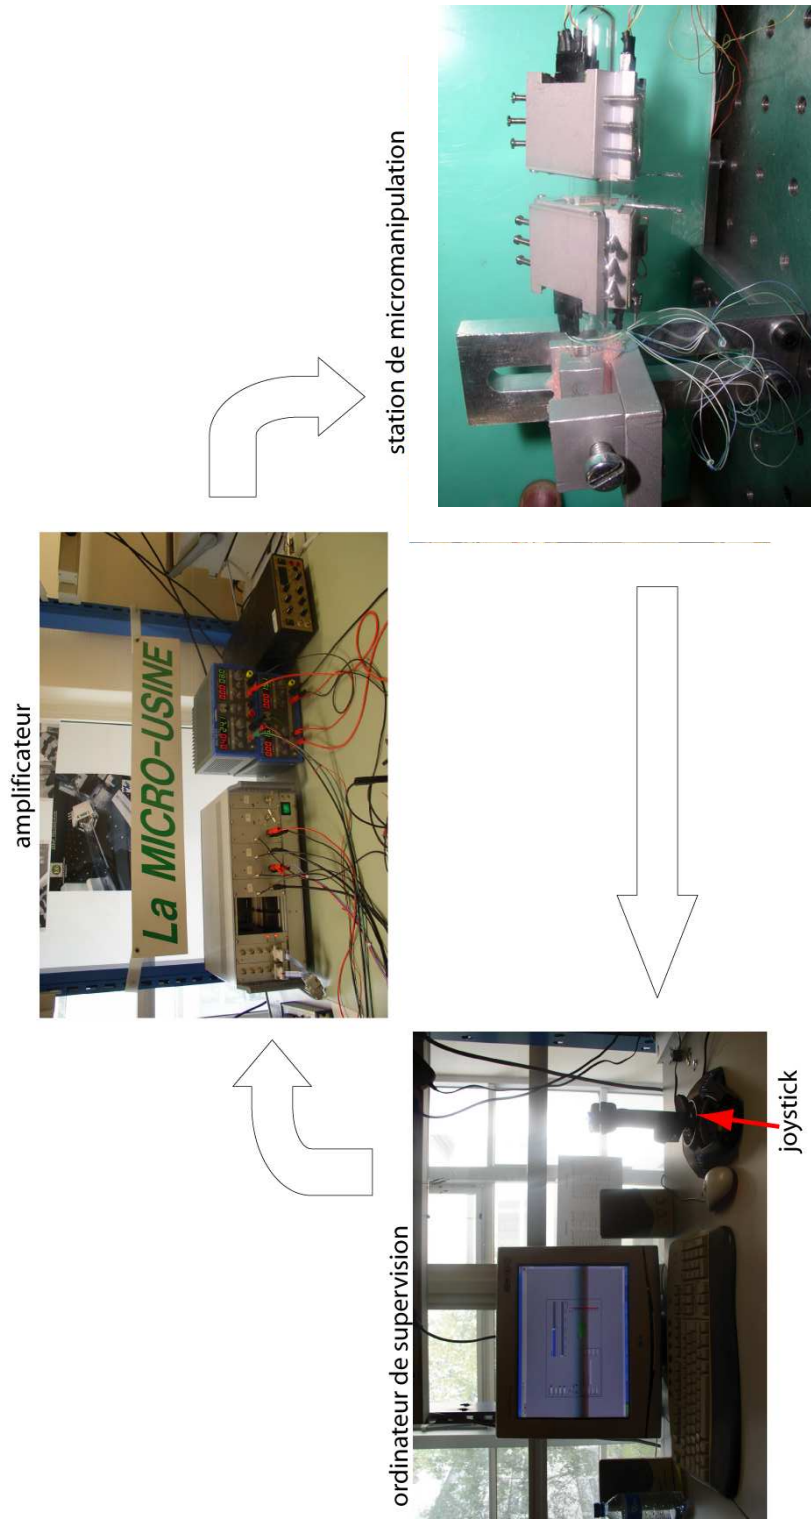 amplificateur
La MICRO-USINE
station de micromanipulation
ordinateur de supervision
joystick